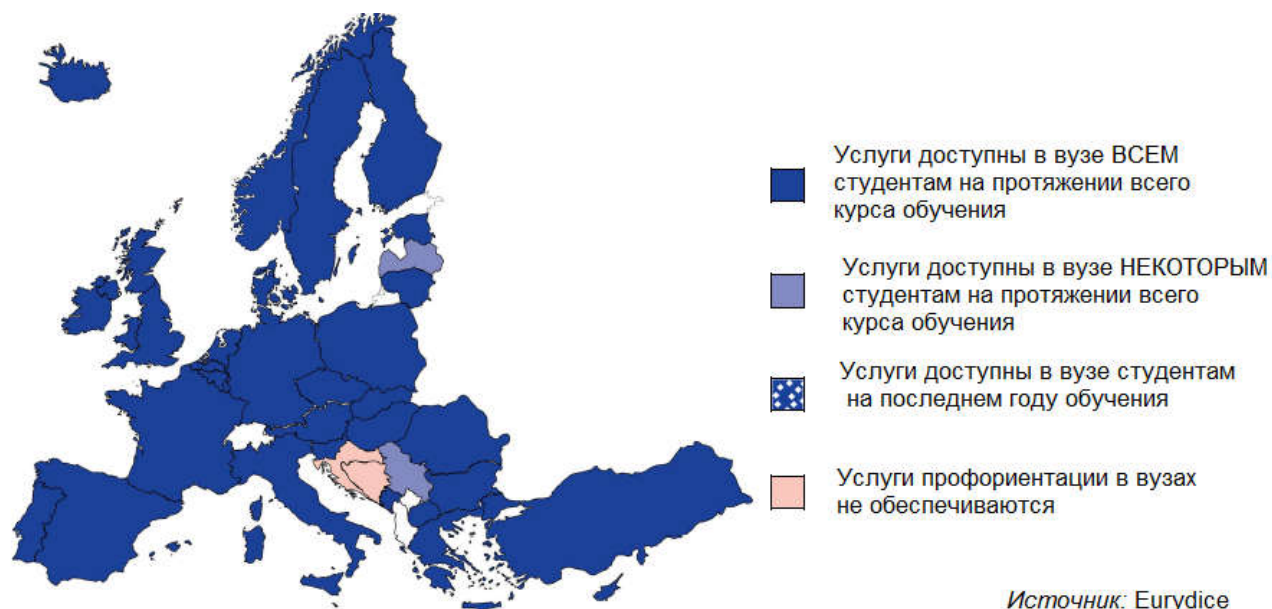 Услуги доступны в вузе ВСЕМ
студентам на протяжении всего
курса обучения
Услуги доступны в вузе НЕКОТОРЫМ
студентам на протяжении всего
курса обучения
Услуги доступны в вузе студентам
на последнем году обучения
Услуги профориентации в вузах
не обеспечиваются
Источник: Eurydice